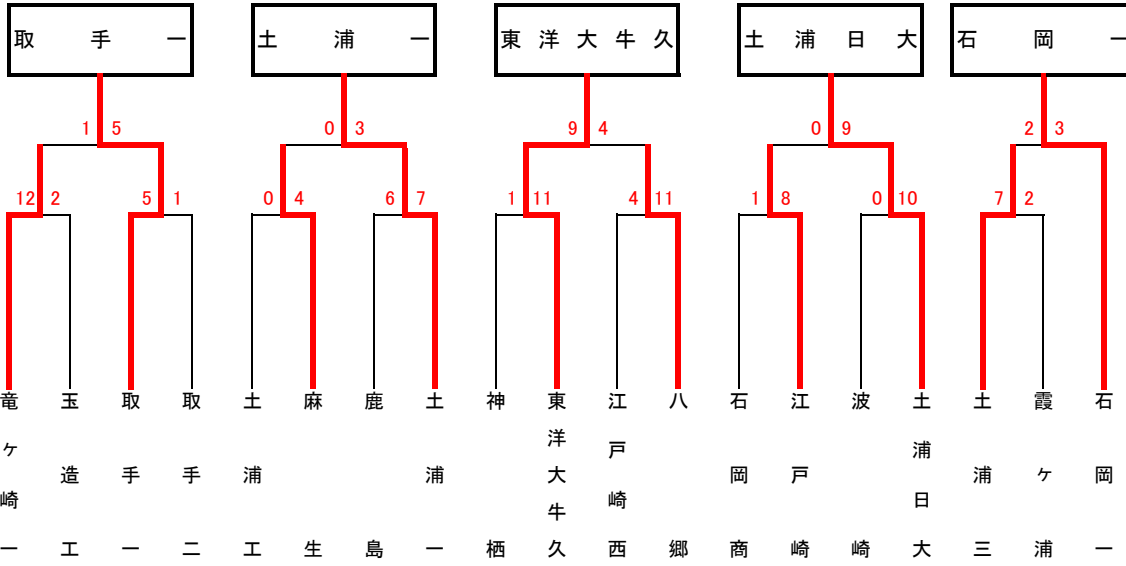 取手一
土浦一
東洋大牛久
土浦日大
石岡一
1 5
0 3
9 4
0 9
2 3
12 2
5 1
0 4
6 7
1 11
4 11
1 8
0 10
7 2
竜ケ崎一
玉造工
取手一
取手二
土浦工
麻生
鹿島
土浦一
神栖
東洋大牛久
江戸崎西
八郷
石岡商
江戸崎
波崎
土浦日大
土浦三
霞ケ浦
石岡一